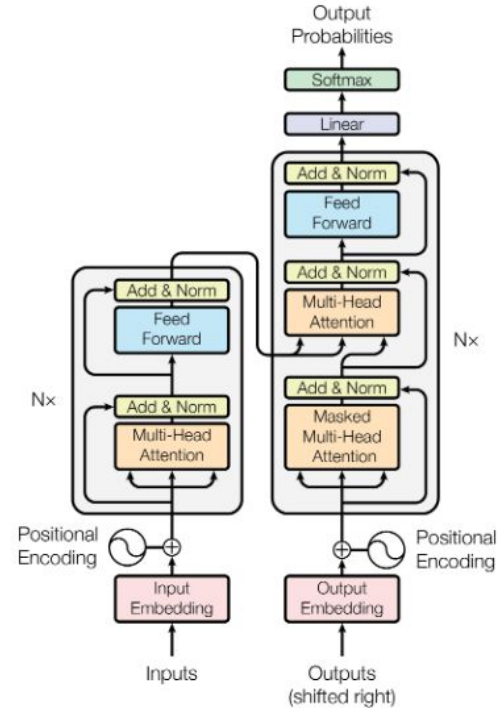 Output
Probabilities
Softmax
Linear
Add & Norm
Feed
Forward
Add & Norm
Multi-Head
Attention
Add & Norm
Masked
Multi-Head
Attention
Nx
Add & Norm
Feed
Forward
Add & Norm
Multi-Head
Attention
N×
Positional
Encoding
Positional
Encoding
Input
Embedding
Output
Embedding
Inputs
Outputs
(shifted right)